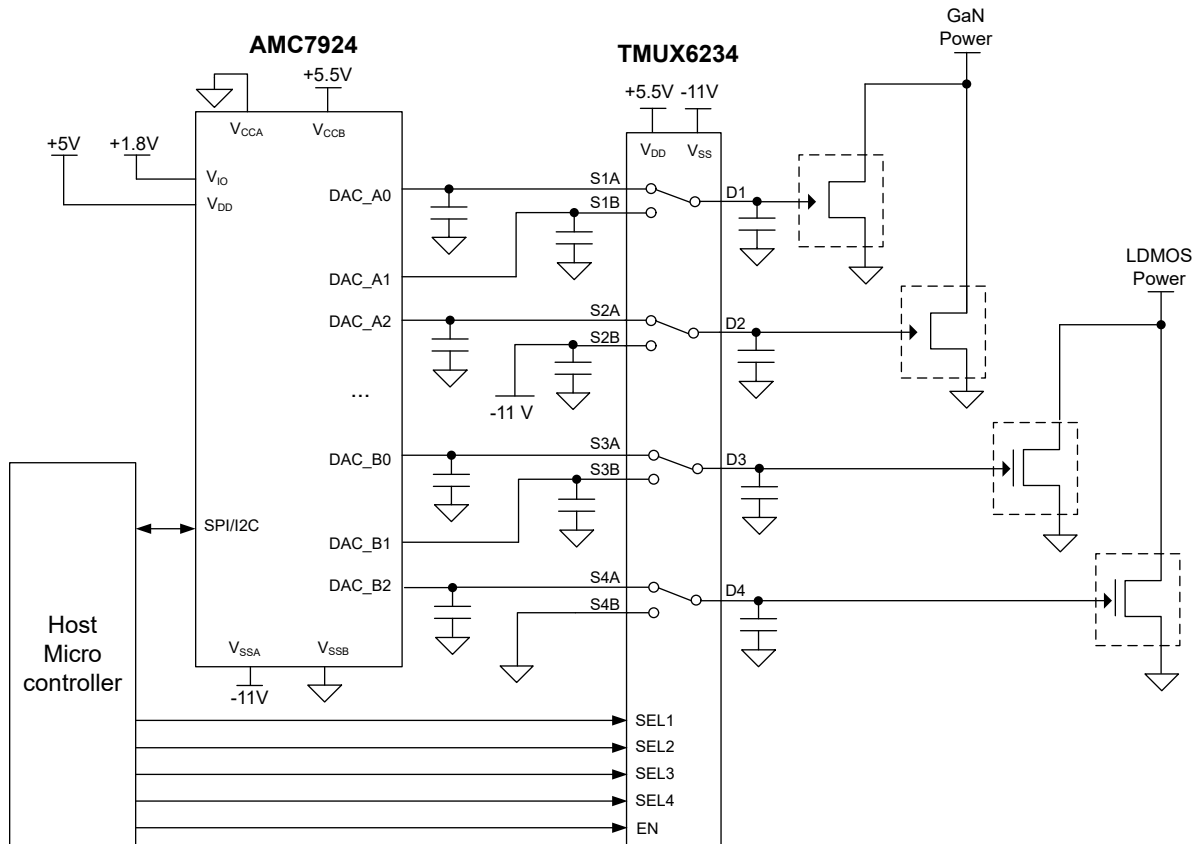 GaN
Power
AMC7924
TMUX6234
+5.5V
+5.5V
-11V
V_CCA
V_CCB
V_DD
V_SS
+5V
+1.8V
V_IO
V_DD
DAC_A0
S1A
D1
S1B
DAC_A1
LDMOS
Power
DAC_A2
S2A
D2
S2B
...
-11 V
DAC_B0
S3A
D3
S3B
SPI/I2C
DAC_B1
DAC_B2
S4A
D4
S4B
Host
Micro
controller
V_SSA
V_SSB
-11V
SEL1
SEL2
SEL3
SEL4
EN